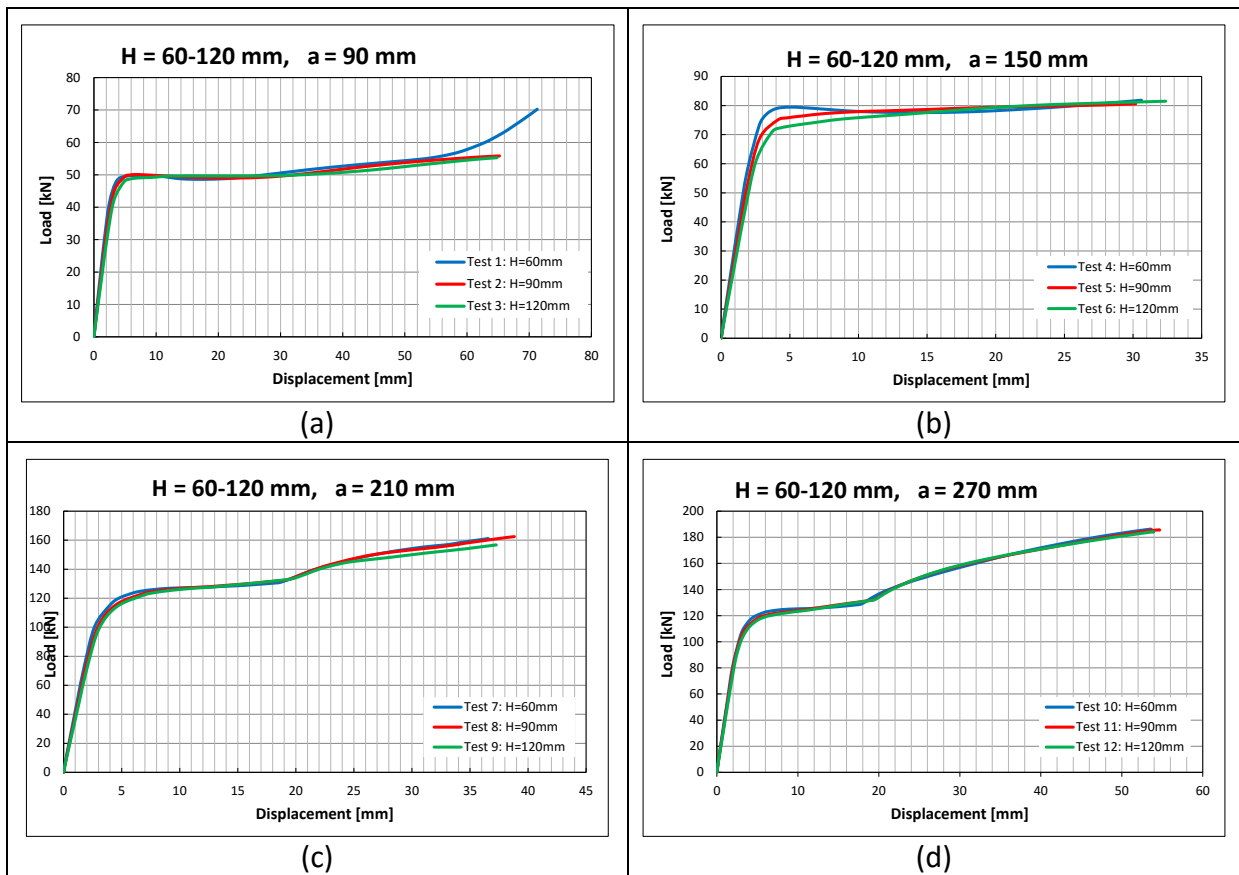 H = 60-120 mm,   a = 90 mm
80
70
60
50
40
30
20
10
0
Load [kN]
Test 1: H=60mm
Test 2: H=90mm
Test 3: H=120mm
0 10 20 30 40 50 60 70 80
Displacement [mm]
(a)
H = 60-120 mm,   a = 150 mm
90
80
70
60
50
40
30
20
10
0
Load [kN]
Test 4: H=60mm
Test 5: H=90mm
Test 6: H=120mm
0 5 10 15 20 25 30 35
Displacement [mm]
(b)
H = 60-120 mm,   a = 210 mm
180
160
140
120
100
80
60
40
20
0
Load [kN]
Test 7: H=60mm
Test 8: H=90mm
Test 9: H=120mm
0 5 10 15 20 25 30 35 40 45
Displacement [mm]
(c)
H = 60-120 mm,   a = 270 mm
200
180
160
140
120
100
80
60
40
20
0
Load [kN]
Test 10: H=60mm
Test 11: H=90mm
Test 12: H=120mm
0 10 20 30 40 50 60
Displacement [mm]
(d)